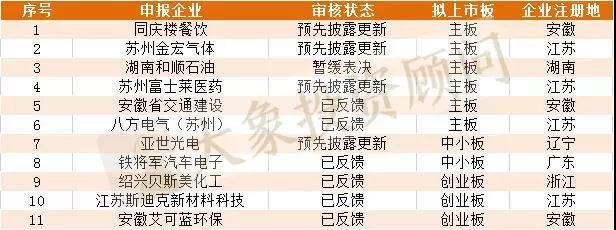 序号 申报企业 审核状态 拟上市板 企业注册地
1 同庆楼餐饮 预先披露更新 主板 安徽
2 苏州金宏气体 预先披露更新 主板 江苏
3 湖南和顺石油 暂缓表决 主板 湖南
4 苏州富士莱医药 预先披露更新 主板 江苏
5 安徽省交通建设 已反馈 主板 安徽
6 八方电气（苏州） 已反馈 主板 江苏
7 亚世光电 预先披露更新 中小板 辽宁
8 铁将军汽车电子 已反馈 中小板 广东
9 绍兴贝斯美化工 已反馈 创业板 浙江
10 江苏斯迪克新材料科技 已反馈 创业板 江苏
11 安徽艾可蓝环保 已反馈 创业板 安徽
大象投资顾问